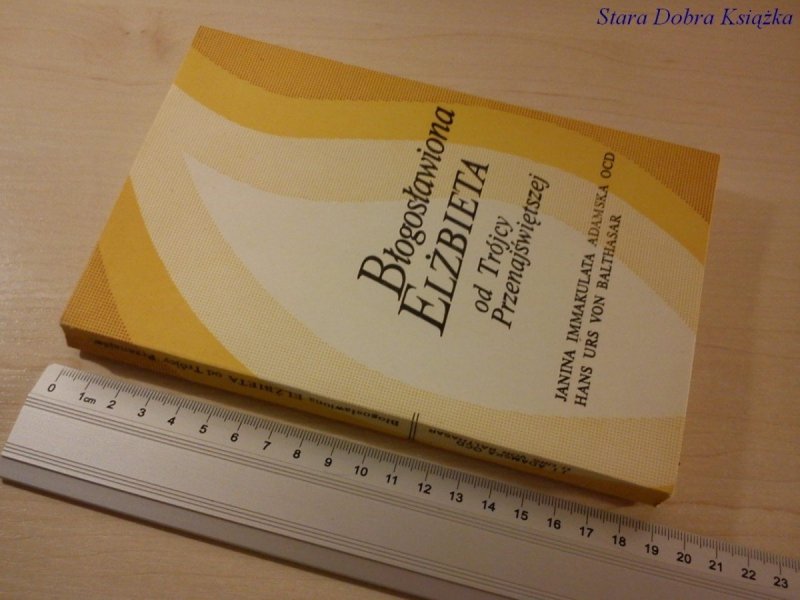 Stara Dobra Książka
Błogosławiona
ELŻBIETA
od Trójcy
Przenajświętszej
JANINA IMMAKULATA ADAMSKA OCD
HANS URS VON BALTHASAR
Błogosławiona ELŻBIETA od Trójcy
0 1cm 2 3 4 5 6 7 8 9 10 11 12 13 14 15 16 17 18 19 20 21 22 23